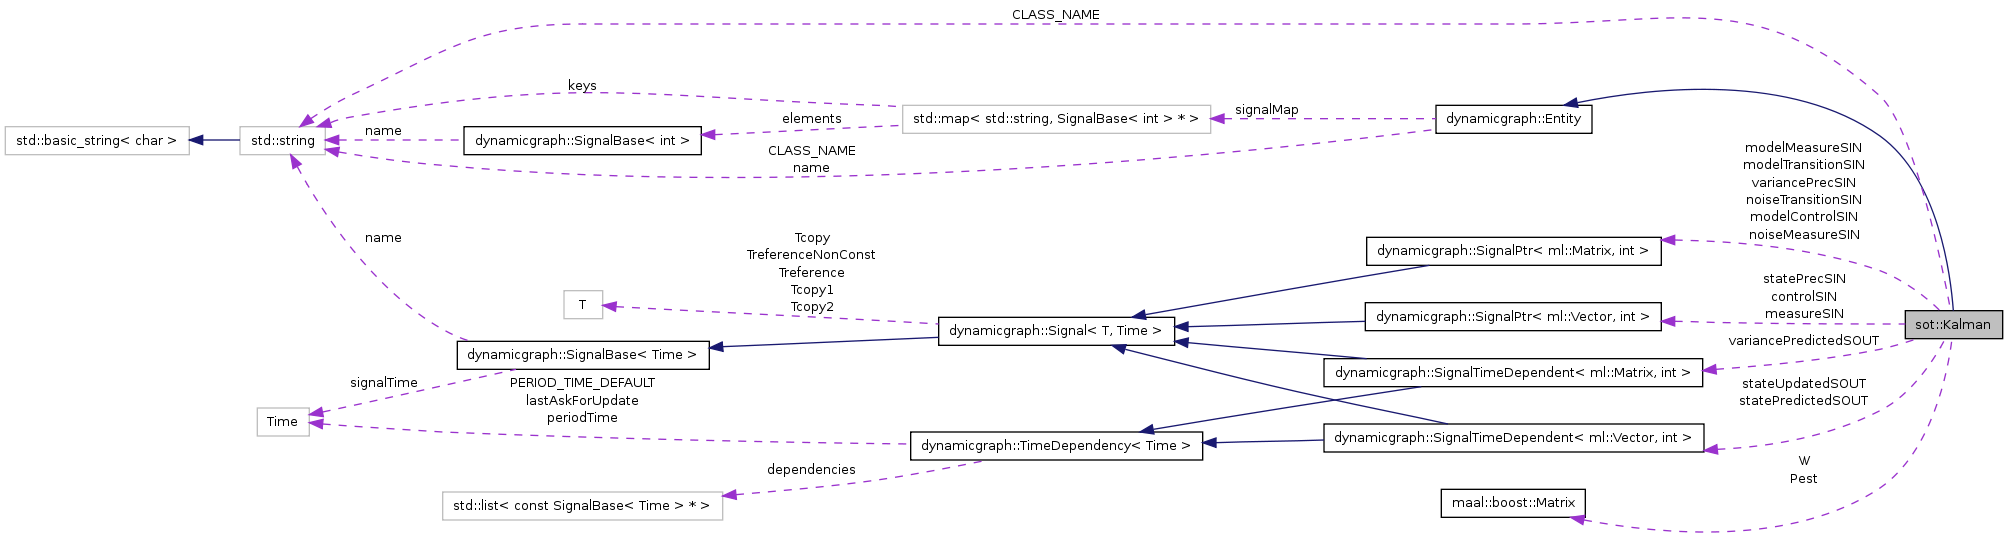 CLASS_NAME
keys
signalMap
elements
std::map< std::string, SignalBase< int > * >
dynamicgraph::Entity
name
std::basic_string< char >
std::string
dynamicgraph::SignalBase< int >
CLASS_NAME
name
modelMeasureSIN
modelTransitionSIN
variancePrecSIN
noiseTransitionSIN
modelControlSIN
noiseMeasureSIN
name
Tcopy
TreferenceNonConst
Treference
Tcopy1
Tcopy2
dynamicgraph::SignalPtr< ml::Matrix, int >
T
statePrecSIN
controlSIN
measureSIN
dynamicgraph::SignalPtr< ml::Vector, int >
sot::Kalman
dynamicgraph::Signal< T, Time >
variancePredictedSOUT
dynamicgraph::SignalBase< Time >
dynamicgraph::SignalTimeDependent< ml::Matrix, int >
signalTime
PERIOD_TIME_DEFAULT
lastAskForUpdate
periodTime
stateUpdatedSOUT
statePredictedSOUT
Time
dynamicgraph::TimeDependency< Time >
dynamicgraph::SignalTimeDependent< ml::Vector, int >
dependencies
W
Pest
std::list< const SignalBase< Time > * >
maal::boost::Matrix